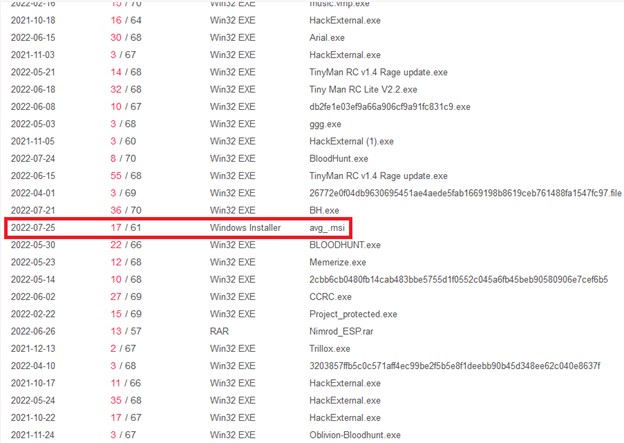 2022-02-16 15 / 70 Win32 EXE music.vmp.exe
2021-10-18 16 / 64 Win32 EXE HackExternal.exe
2022-06-15 30 / 68 Win32 EXE Arial.exe
2021-11-03 3 / 67 Win32 EXE HackExternal.exe
2022-05-21 14 / 68 Win32 EXE TinyMan RC v1.4 Rage update.exe
2022-06-18 32 / 68 Win32 EXE Tiny Man RC Lite V2.2.exe
2022-06-08 10 / 67 Win32 EXE db2fe1e03ef9a66a906cf9a91fc831c9.exe
2022-05-03 3 / 68 Win32 EXE ggg.exe
2021-11-05 3 / 60 Win32 EXE HackExternal (1).exe
2022-07-24 8 / 70 Win32 EXE BloodHunt.exe
2022-06-15 55 / 68 Win32 EXE TinyMan RC v1.4 Rage update.exe
2022-04-01 3 / 69 Win32 EXE 26772e0f04db9630695451ae4aede5fab1669198b8619ceb761488fa1547fc97.file
2022-07-21 36 / 70 Win32 EXE BH.exe
2022-07-25 17 / 61 Windows Installer avg_.msi
2022-05-30 22 / 66 Win32 EXE BLOODHUNT.exe
2022-05-23 12 / 68 Win32 EXE Memerize.exe
2022-05-14 10 / 68 Win32 EXE 2cbb6cb0480fb14cab483bbe5755d1f0552c045a6fb45beb90580906e7cef6b5
2022-06-02 27 / 69 Win32 EXE CCRC.exe
2022-02-22 15 / 69 Win32 EXE Project_protected.exe
2022-06-26 13 / 57 RAR Nimrod_ESP.rar
2021-12-13 2 / 67 Win32 EXE Trillox.exe
2022-04-10 3 / 68 Win32 EXE 3203857ffb5c0c571aff4ec99be2f5b5e8f1deebb90b45d348ee62c040e8637f
2021-10-17 11 / 66 Win32 EXE HackExternal.exe
2022-05-24 35 / 68 Win32 EXE HackExternal.exe
2021-10-22 17 / 67 Win32 EXE HackExternal.exe
2021-11-24 3 / 67 Win32 EXE Oblivion-Bloodhunt.exe